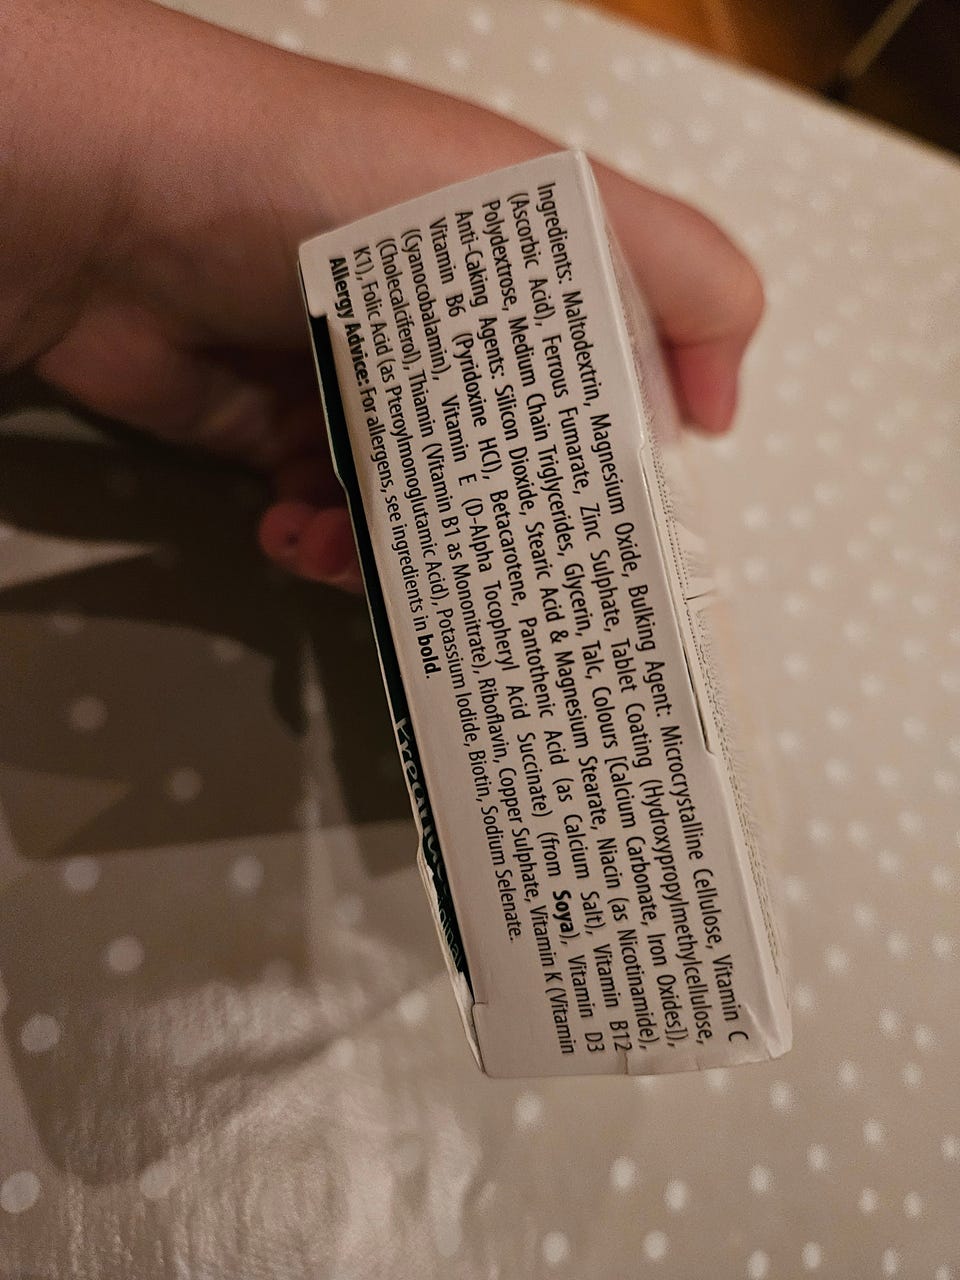 Ingredients: Maltodextrin, Magnesium Oxide, Bulking Agent: Microcrystalline Cellulose, Vitamin C
(Ascorbic Acid), Ferrous Fumarate, Zinc Sulphate, Tablet Coating (Hydroxypropylmethylcellulose,
Polydextrose, Medium Chain Triglycerides, Glycerin, Talc, Colours [Calcium Carbonate, Iron Oxides]),
Anti-Caking Agents: Silicon Dioxide, Stearic Acid & Magnesium Stearate, Niacin (as Nicotinamide),
Vitamin B6 (Pyridoxine HCl), Betacarotene, Pantothenic Acid (as Calcium Salt), Vitamin B12
(Cyanocobalamin), Vitamin E (D-Alpha Tocopheryl Acid Succinate) (from Soya), Vitamin D3
(Cholecalciferol), Thiamin (Vitamin B1 as Mononitrate), Riboflavin, Copper Sulphate, Vitamin K (Vitamin
K1), Folic Acid (as Pteroylmonoglutamic Acid), Potassium Iodide, Biotin, Sodium Selenate.
Allergy Advice: For allergens, see ingredients in bold.